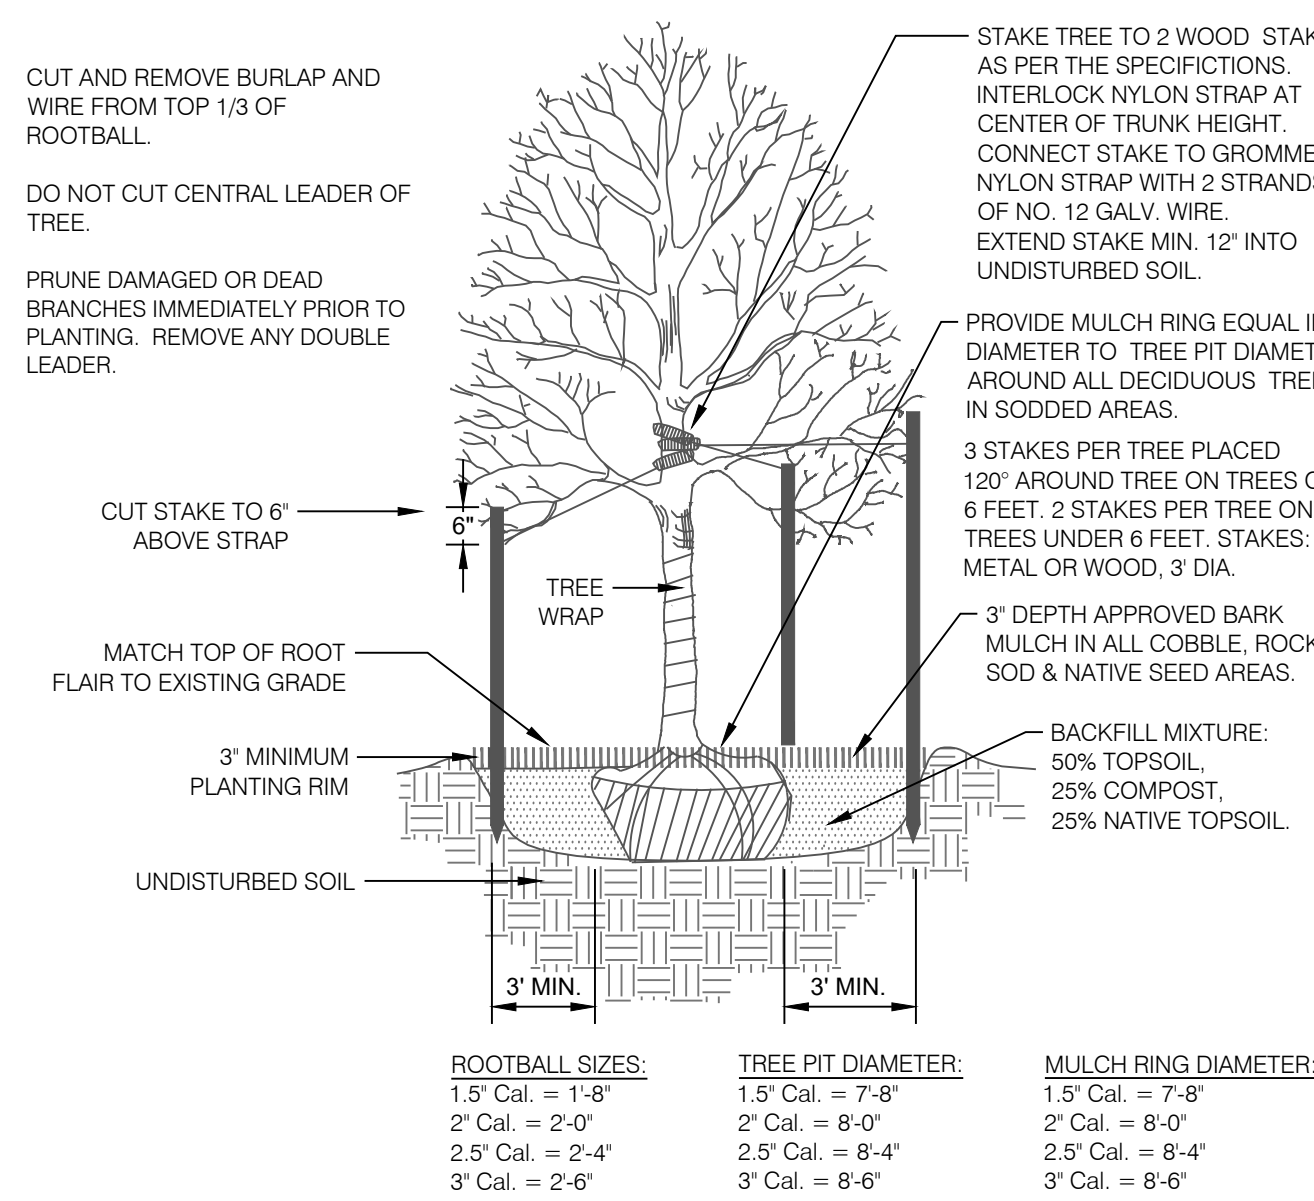 CUT AND REMOVE BURLAP AND
WIRE FROM TOP 1/3 OF
ROOTBALL.
DO NOT CUT CENTRAL LEADER OF
TREE.
PRUNE DAMAGED OR DEAD
BRANCHES IMMEDIATELY PRIOR TO
PLANTING. REMOVE ANY DOUBLE
LEADER.
CUT STAKE TO 6"
ABOVE STRAP
6"
TREE
WRAP
MATCH TOP OF ROOT
FLAIR TO EXISTING GRADE
3" MINIMUM
PLANTING RIM
UNDISTURBED SOIL
STAKE TREE TO 2 WOOD
AS PER THE SPECIFICTIONS.
INTERLOCK NYLON STRAP AT
CENTER OF TRUNK HEIGHT.
CONNECT STAKE TO
NYLON STRAP WITH 2
OF NO. 12 GALV. WIRE.
EXTEND STAKE MIN. 12" INTO
UNDISTURBED SOIL.
PROVIDE MULCH RING EQUAL
DIAMETER TO TREE PIT
AROUND ALL DECIDUOUS
IN SODDED AREAS.
3 STAKES PER TREE PLACED
120° AROUND TREE ON TREES
6 FEET. 2 STAKES PER TREE ON
TREES UNDER 6 FEET. STAKES:
METAL OR WOOD, 3' DIA.
3" DEPTH APPROVED BARK
MULCH IN ALL COBBLE, ROCK
SOD & NATIVE SEED AREAS.
BACKFILL MIXTURE:
50% TOPSOIL,
25% COMPOST,
25% NATIVE TOPSOIL.
3' MIN.
3' MIN.
ROOTBALL SIZES:
1.5" Cal. = 1'-8"
2" Cal. = 2'-0"
2.5" Cal. = 2'-4"
3" Cal. = 2'-6"
TREE PIT DIAMETER:
1.5" Cal. = 7'-8"
2" Cal. = 8'-0"
2.5" Cal. = 8'-4"
3" Cal. = 8'-6"
MULCH RING DIAMETER:
1.5" Cal. = 7'-8"
2" Cal. = 8'-0"
2.5" Cal. = 8'-4"
3" Cal. = 8'-6"